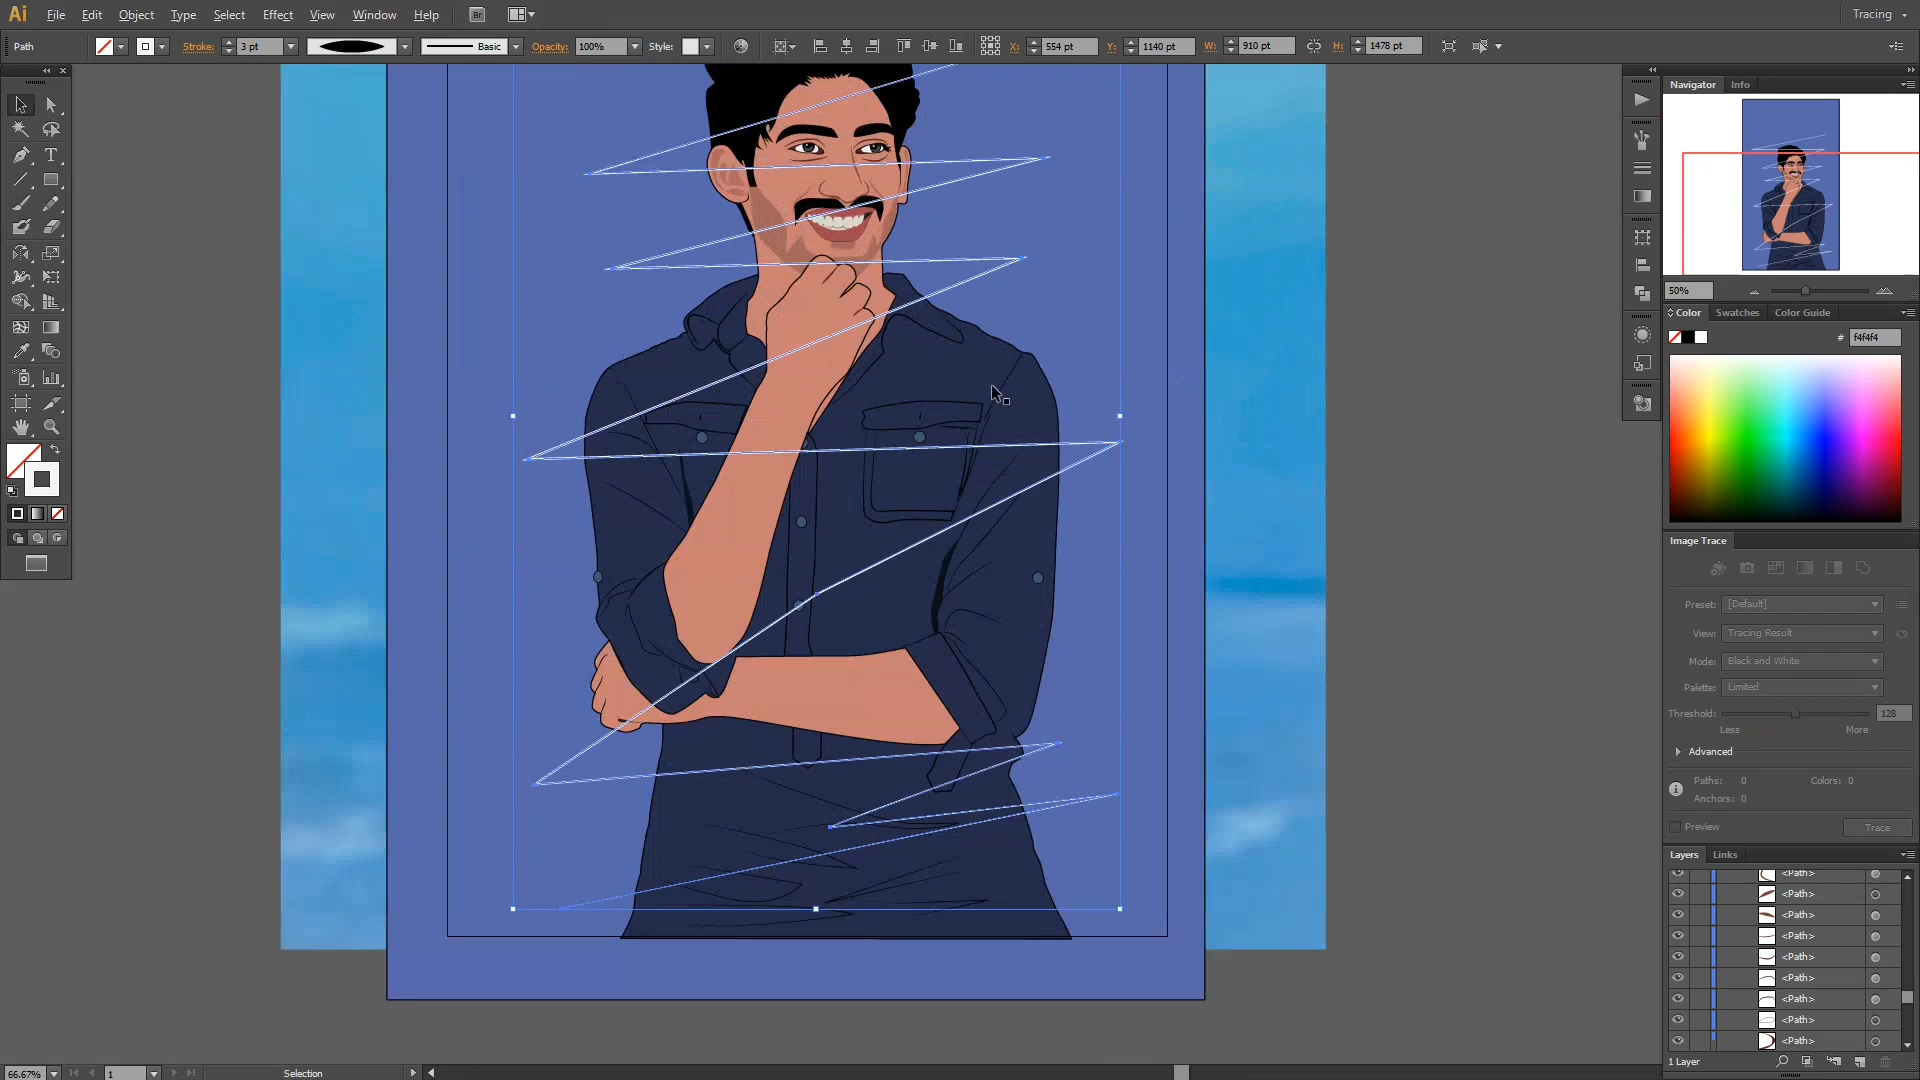 Ai File Edit Object Type Select Effect View Window Help Br Tracing
Path Stroke: 3 pt Basic Opacity: 100% Style: X: 554 pt Y: 1140 pt W: 910 pt H: 1478 pt
Navigator Info
50%
Color Swatches Color Guide
# f4f4f4
Image Trace
Preset: [Default]
View: Tracing Result
Mode: Black and White
Palette: Limited
Threshold: 128
Less More
Advanced
Paths: 0 Colors: 0
Anchors: 0
Preview Trace
Layers Links
<Path>
<Path>
<Path>
<Path>
<Path>
<Path>
<Path>
<Path>
<Path>
1 Layer
66.67% 1 Selection